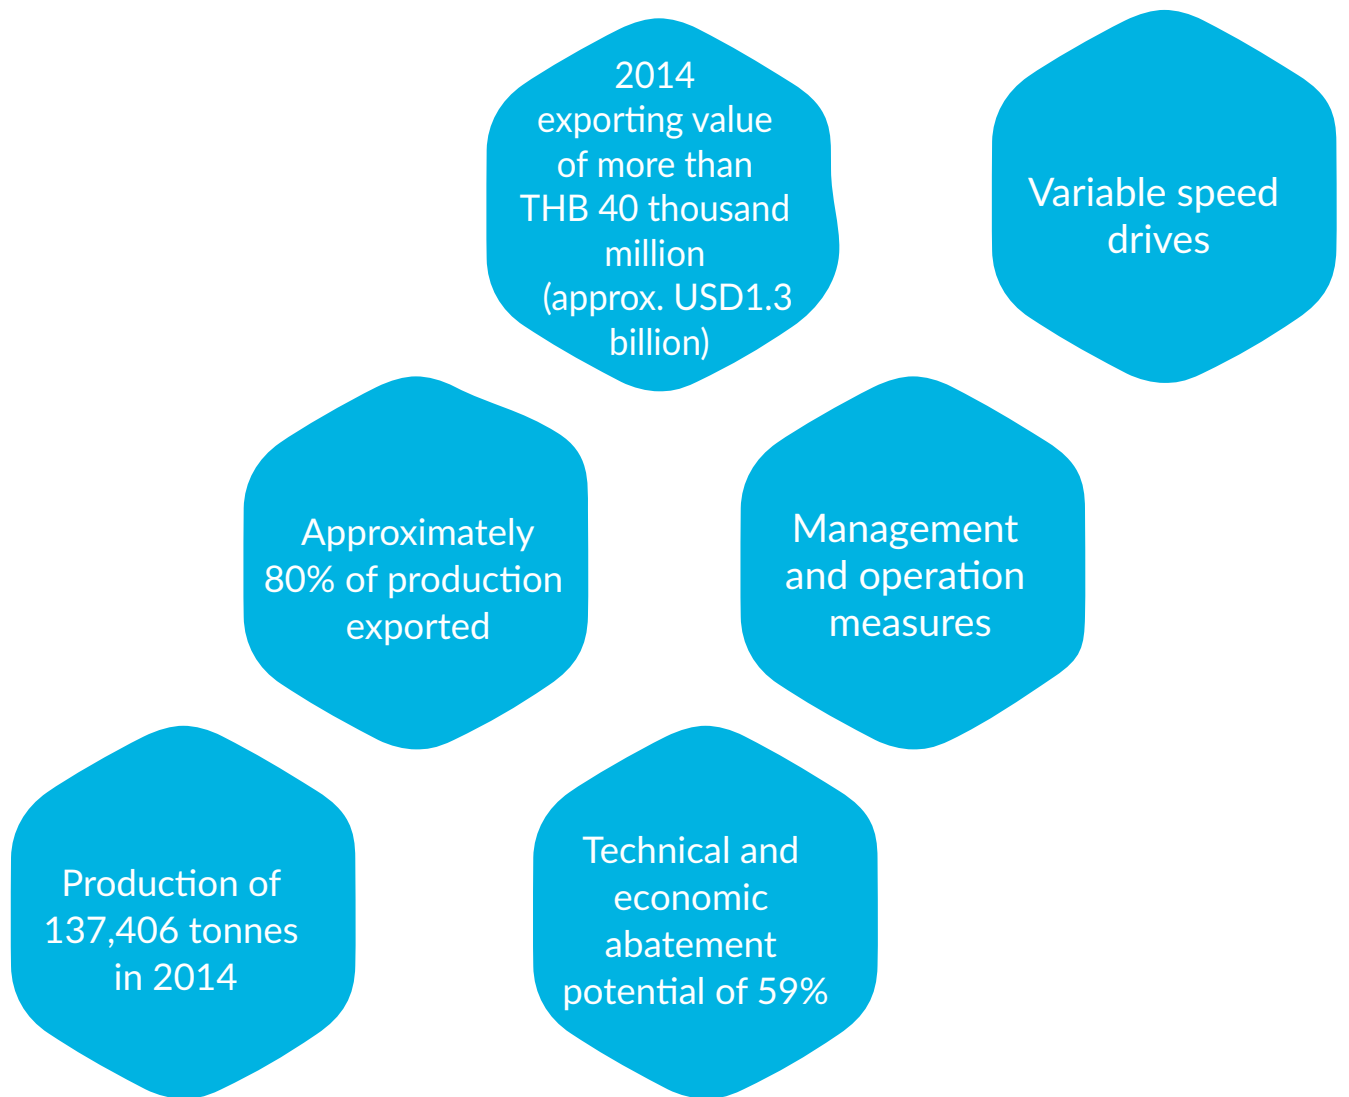 2014
exporting value
of more than
THB 40 thousand
million
(approx. USD1.3
billion)
Variable speed
drives
Approximately
80% of production
exported
Management
and operation
measures
Production of
137,406 tonnes
in 2014
Technical and
economic
abatement
potential of 59%